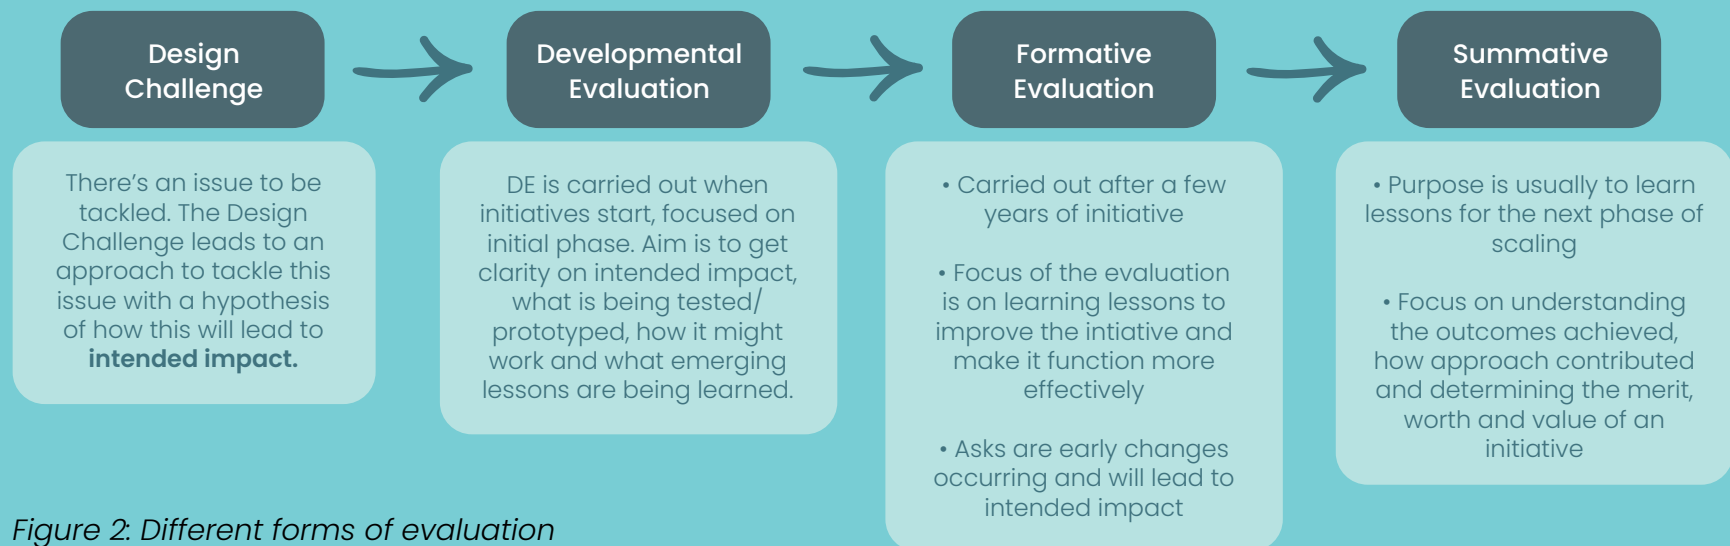 Design
Challenge
There's an issue to be
tackled. The Design
Challenge leads to an
approach to tackle this
issue with a hypothesis
of how this will lead to
intended impact.
Developmental
Evaluation
DE is carried out when
initiatives start, focused on
initial phase. Aim is to get
clarity on intended impact,
what is being tested/
prototyped, how it might
work and what emerging
lessons are being learned.
Formative
Evaluation
• Carried out after a few
years of initiative
• Focus of the evaluation
is on learning lessons to
improve the intiative and
make it function more
effectively
• Asks are early changes
occurring and will lead to
intended impact
Summative
Evaluation
• Purpose is usually to learn
lessons for the next phase of
scaling
• Focus on understanding
the outcomes achieved,
how approach contributed
and determining the merit,
worth and value of an
initiative
Figure 2: Different forms of evaluation